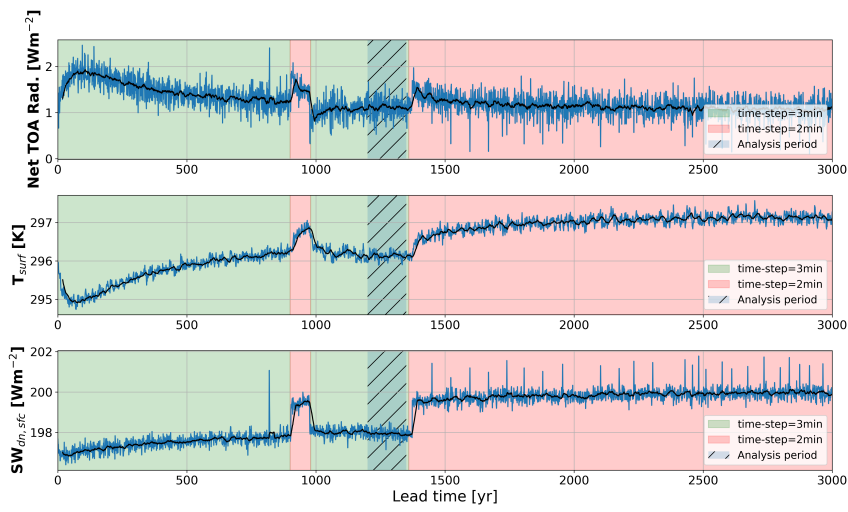 Net TOA Rad. [Wm⁻²]
2
1
0
0 500 1000 1500 2000 2500 3000
time-step=3min
time-step=2min
Analysis period
T_surf [K]
297
296
295
0 500 1000 1500 2000 2500 3000
time-step=3min
time-step=2min
Analysis period
SW_dn,sfc [Wm⁻²]
202
200
198
0 500 1000 1500 2000 2500 3000
time-step=3min
time-step=2min
Analysis period
Lead time [yr]